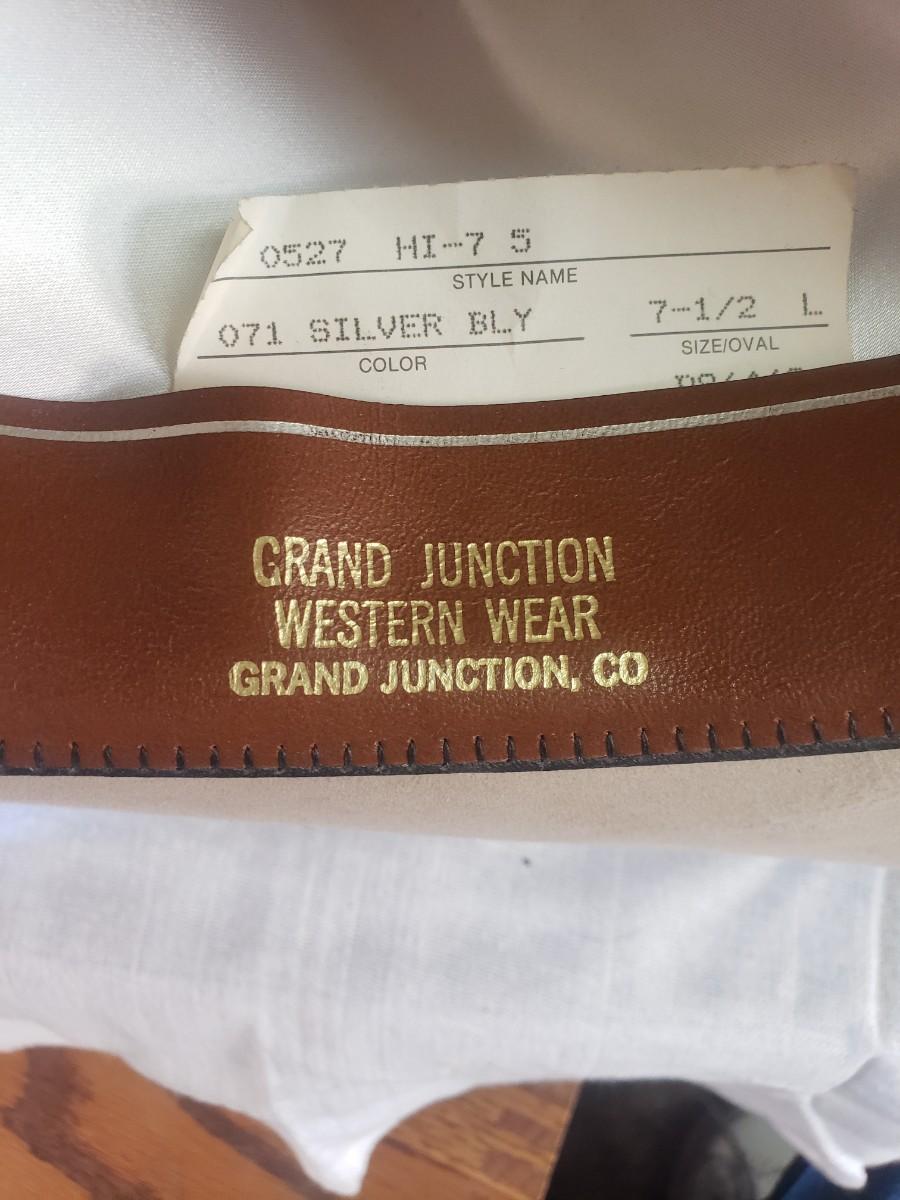 0527 HI-7 5
STYLE NAME
071 SILVER BLY 7-1/2 L
COLOR SIZE/OVAL
GRAND JUNCTION
WESTERN WEAR
GRAND JUNCTION, CO